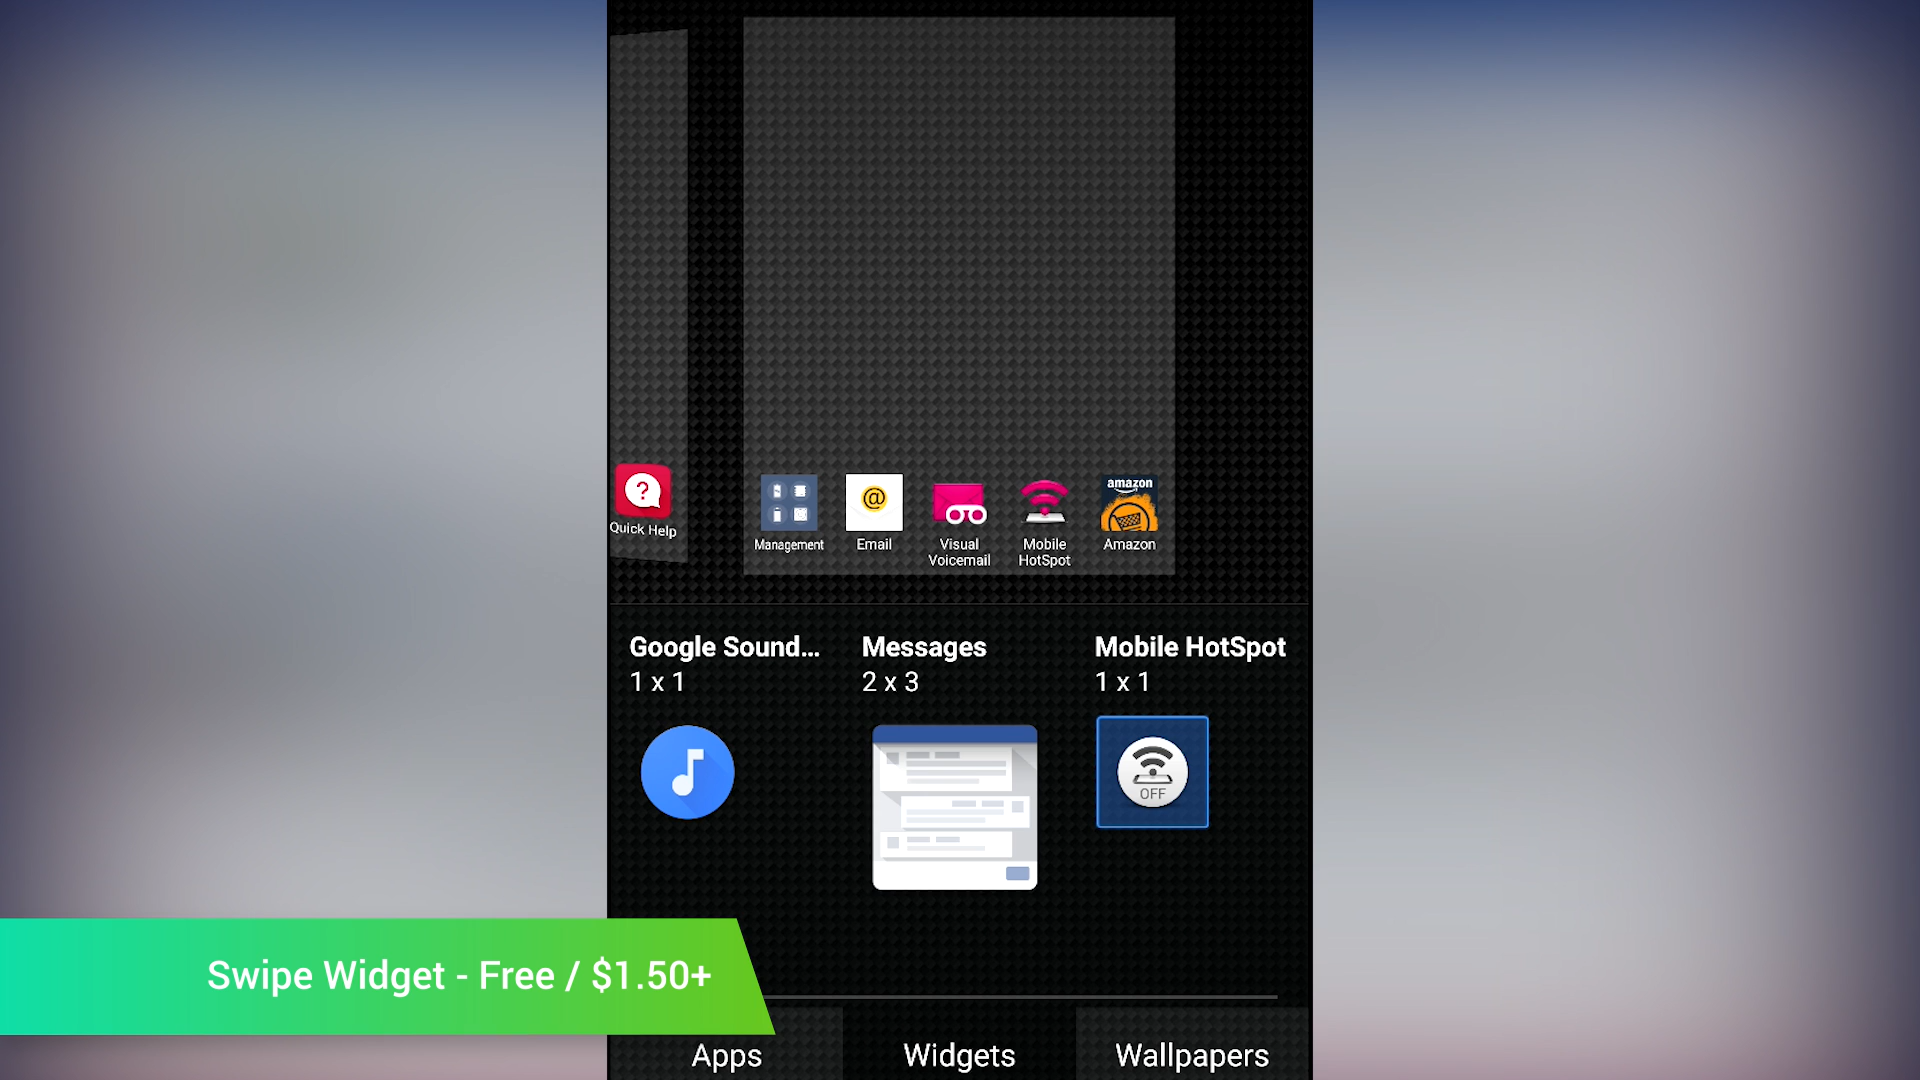 Quick Help
Management
Email
Visual
Voicemail
Mobile
HotSpot
amazon
Amazon
Google Sound...
1 x 1
Messages
2 x 3
Mobile HotSpot
1 x 1
OFF
Swipe Widget - Free / $1.50+
Apps
Widgets
Wallpapers